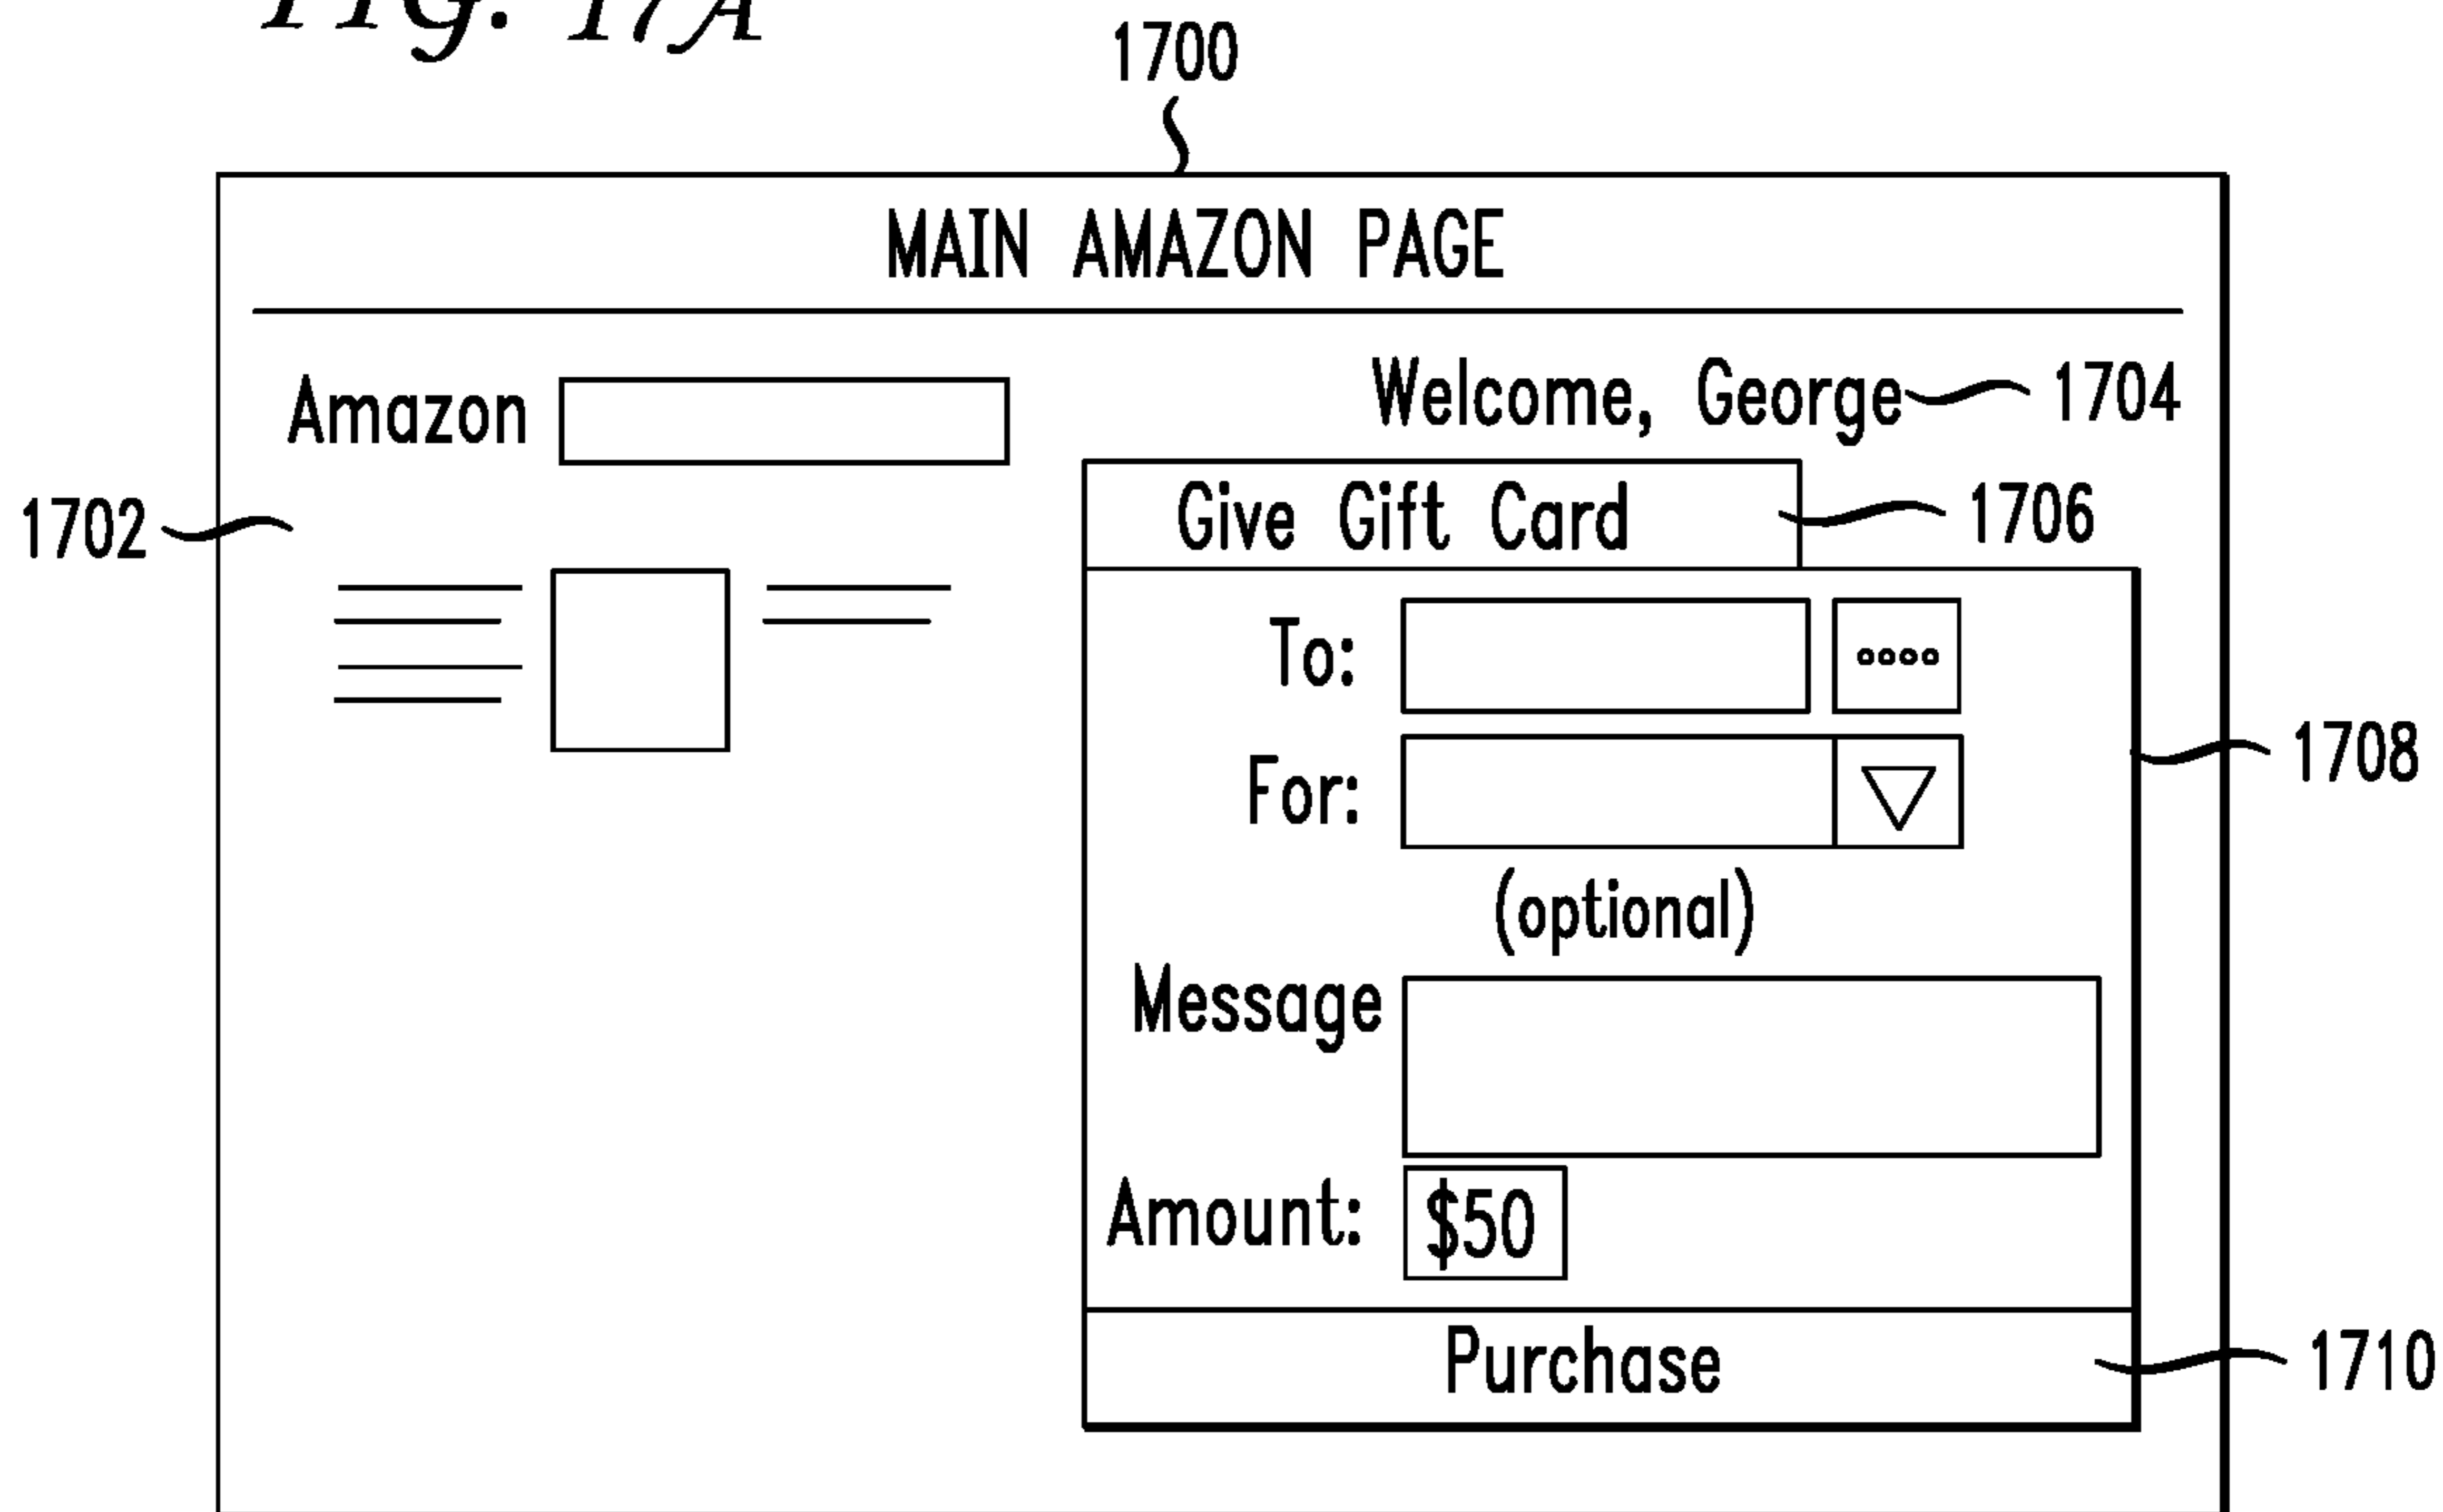 FIG. 17A
1700
MAIN AMAZON PAGE
Amazon
Welcome, George 1704
1702
Give Gift Card 1706
To:
For:
1708
(optional)
Message
Amount: $50
Purchase 1710